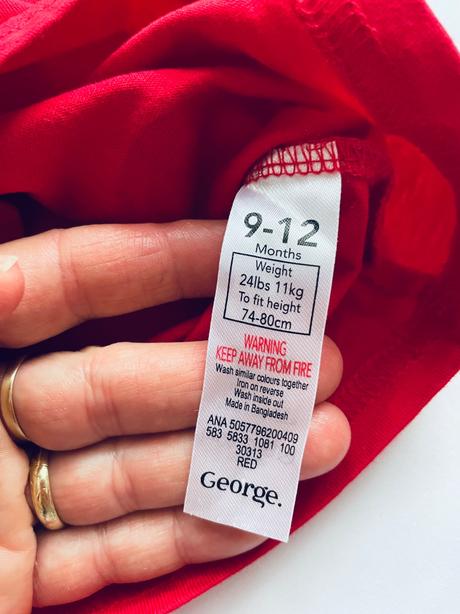 9-12
Months
Weight
24lbs 11kg
To fit height
74-80cm
WARNING
KEEP AWAY FROM FIRE
Wash similar colours together
Iron on reverse
Wash inside out
Made in Bangladesh
ANA 5057796200409
583 5833 1081 100
30313
RED
George.